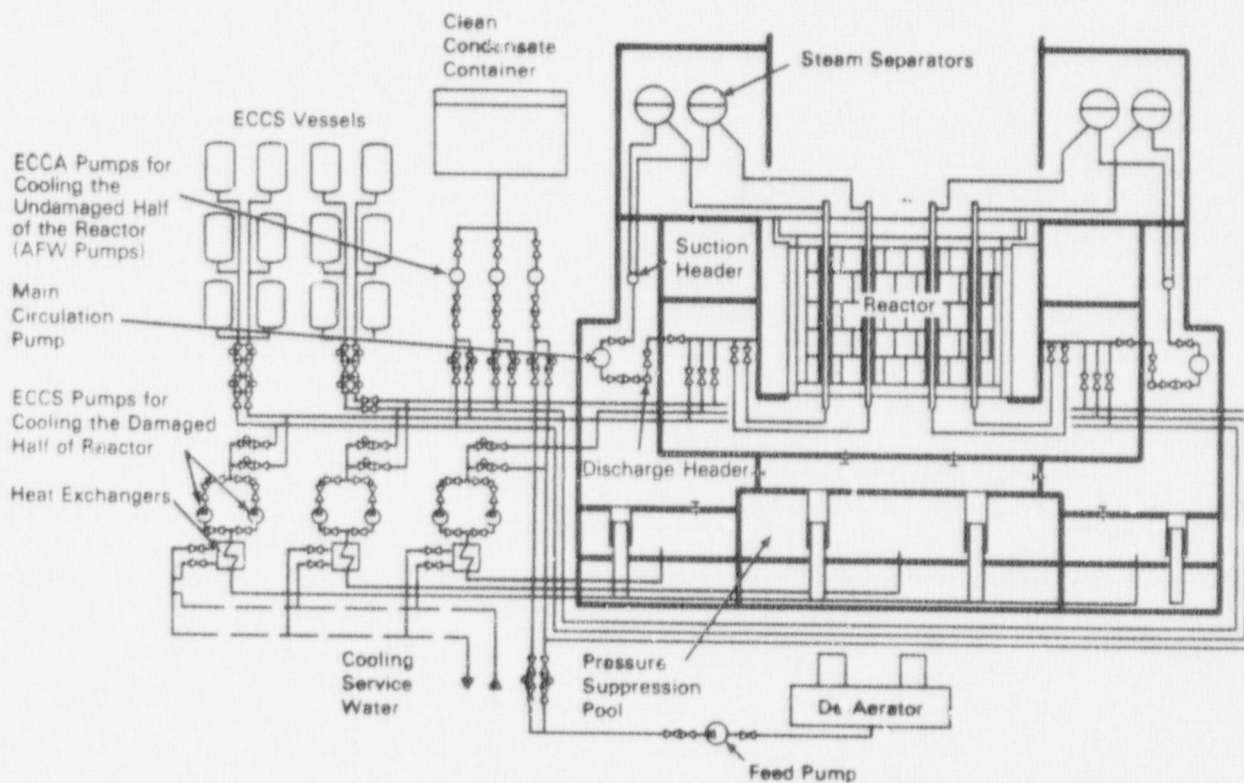 Clean
Condensate
Container
Steam Separators
ECCS Vessels
ECCA Pumps for
Cooling the
Undamaged Half
of the Reactor
(AFW Pumps)
Suction
Header
Reactor
Main
Circulation
Pump
ECCS Pumps for
Cooling the Damaged
Half of Reactor
Discharge Header
Heat Exchangers
Cooling
Service
Water
Pressure
Suppression
Pool
De Aerator
Feed Pump